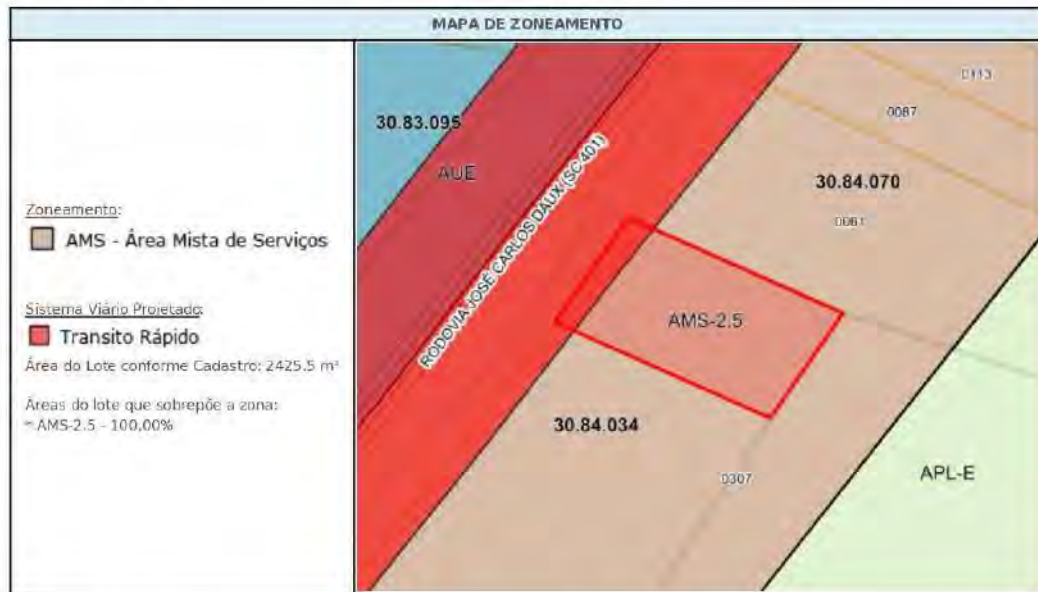 MAPA DE ZONEAMENTO
Zoneamento:
AMS - Área Mista de Serviços
Sistema Viário Projetado:
Transito Rápido
Área do Lote conforme Cadastro: 2425.5 m²
Áreas do lote que sobrepõe a zona:
* AMS-2.5 - 100,00%
30.83.095
AUE
RODOVIA JOSÉ CARLOS DAUX (SC-401)
0113
0087
30.84.070
0061
AMS-2.5
30.84.034
0307
APL-E